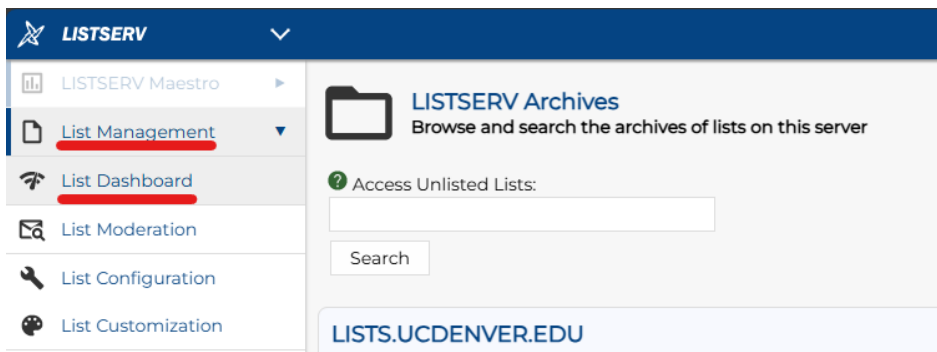 LISTSERV
LISTSERV Maestro
List Management
List Dashboard
List Moderation
List Configuration
List Customization
LISTSERV Archives
Browse and search the archives of lists on this server
? Access Unlisted Lists:
Search
LISTS.UCDENVER.EDU